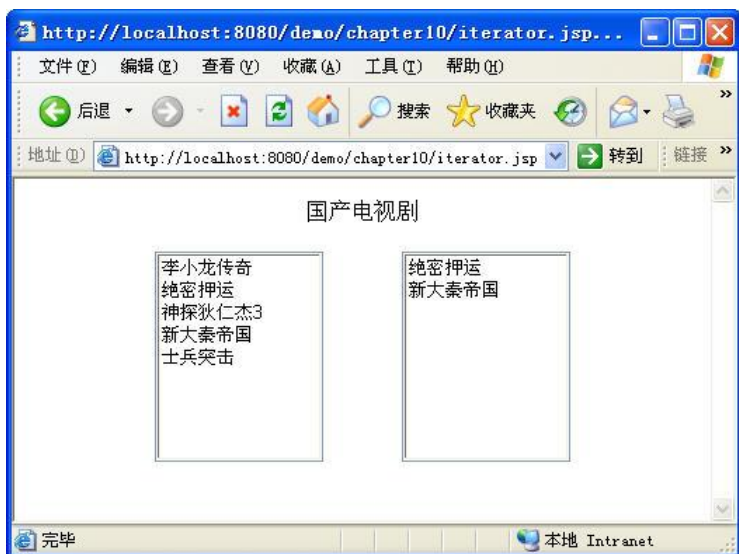 http://localhost:8080/demo/chapter10/iterator.jsp...
文件(F) 编辑(E) 查看(V) 收藏(A) 工具(T) 帮助(H)
后退 搜索 收藏夹 »
地址(D) http://localhost:8080/demo/chapter10/iterator.jsp 转到 链接 »
国产电视剧
李小龙传奇
绝密押运
神探狄仁杰3
新大秦帝国
士兵突击
绝密押运
新大秦帝国
完毕 本地 Intranet